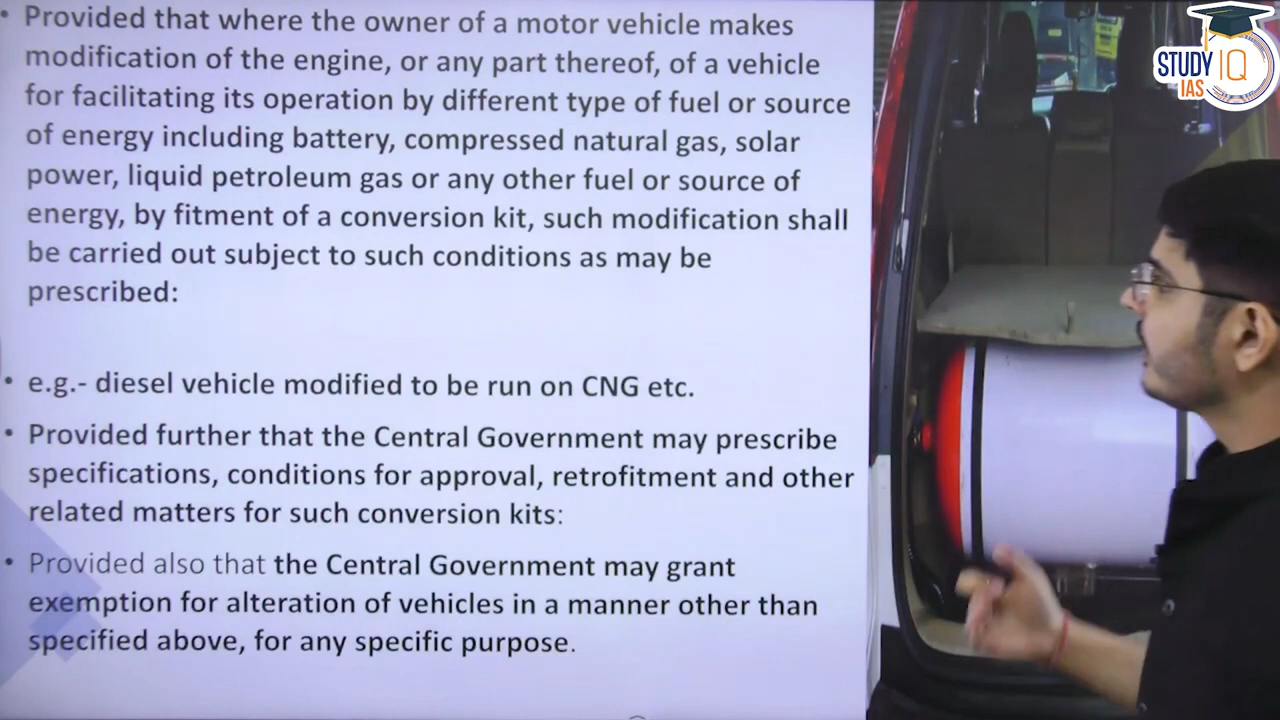 • Provided that where the owner of a motor vehicle makes
modification of the engine, or any part thereof, of a vehicle
for facilitating its operation by different type of fuel or source
of energy including battery, compressed natural gas, solar
power, liquid petroleum gas or any other fuel or source of
energy, by fitment of a conversion kit, such modification shall
be carried out subject to such conditions as may be
prescribed:
• e.g.- diesel vehicle modified to be run on CNG etc.
• Provided further that the Central Government may prescribe
specifications, conditions for approval, retrofitment and other
related matters for such conversion kits:
• Provided also that the Central Government may grant
exemption for alteration of vehicles in a manner other than
specified above, for any specific purpose.
STUDY IQ
IAS